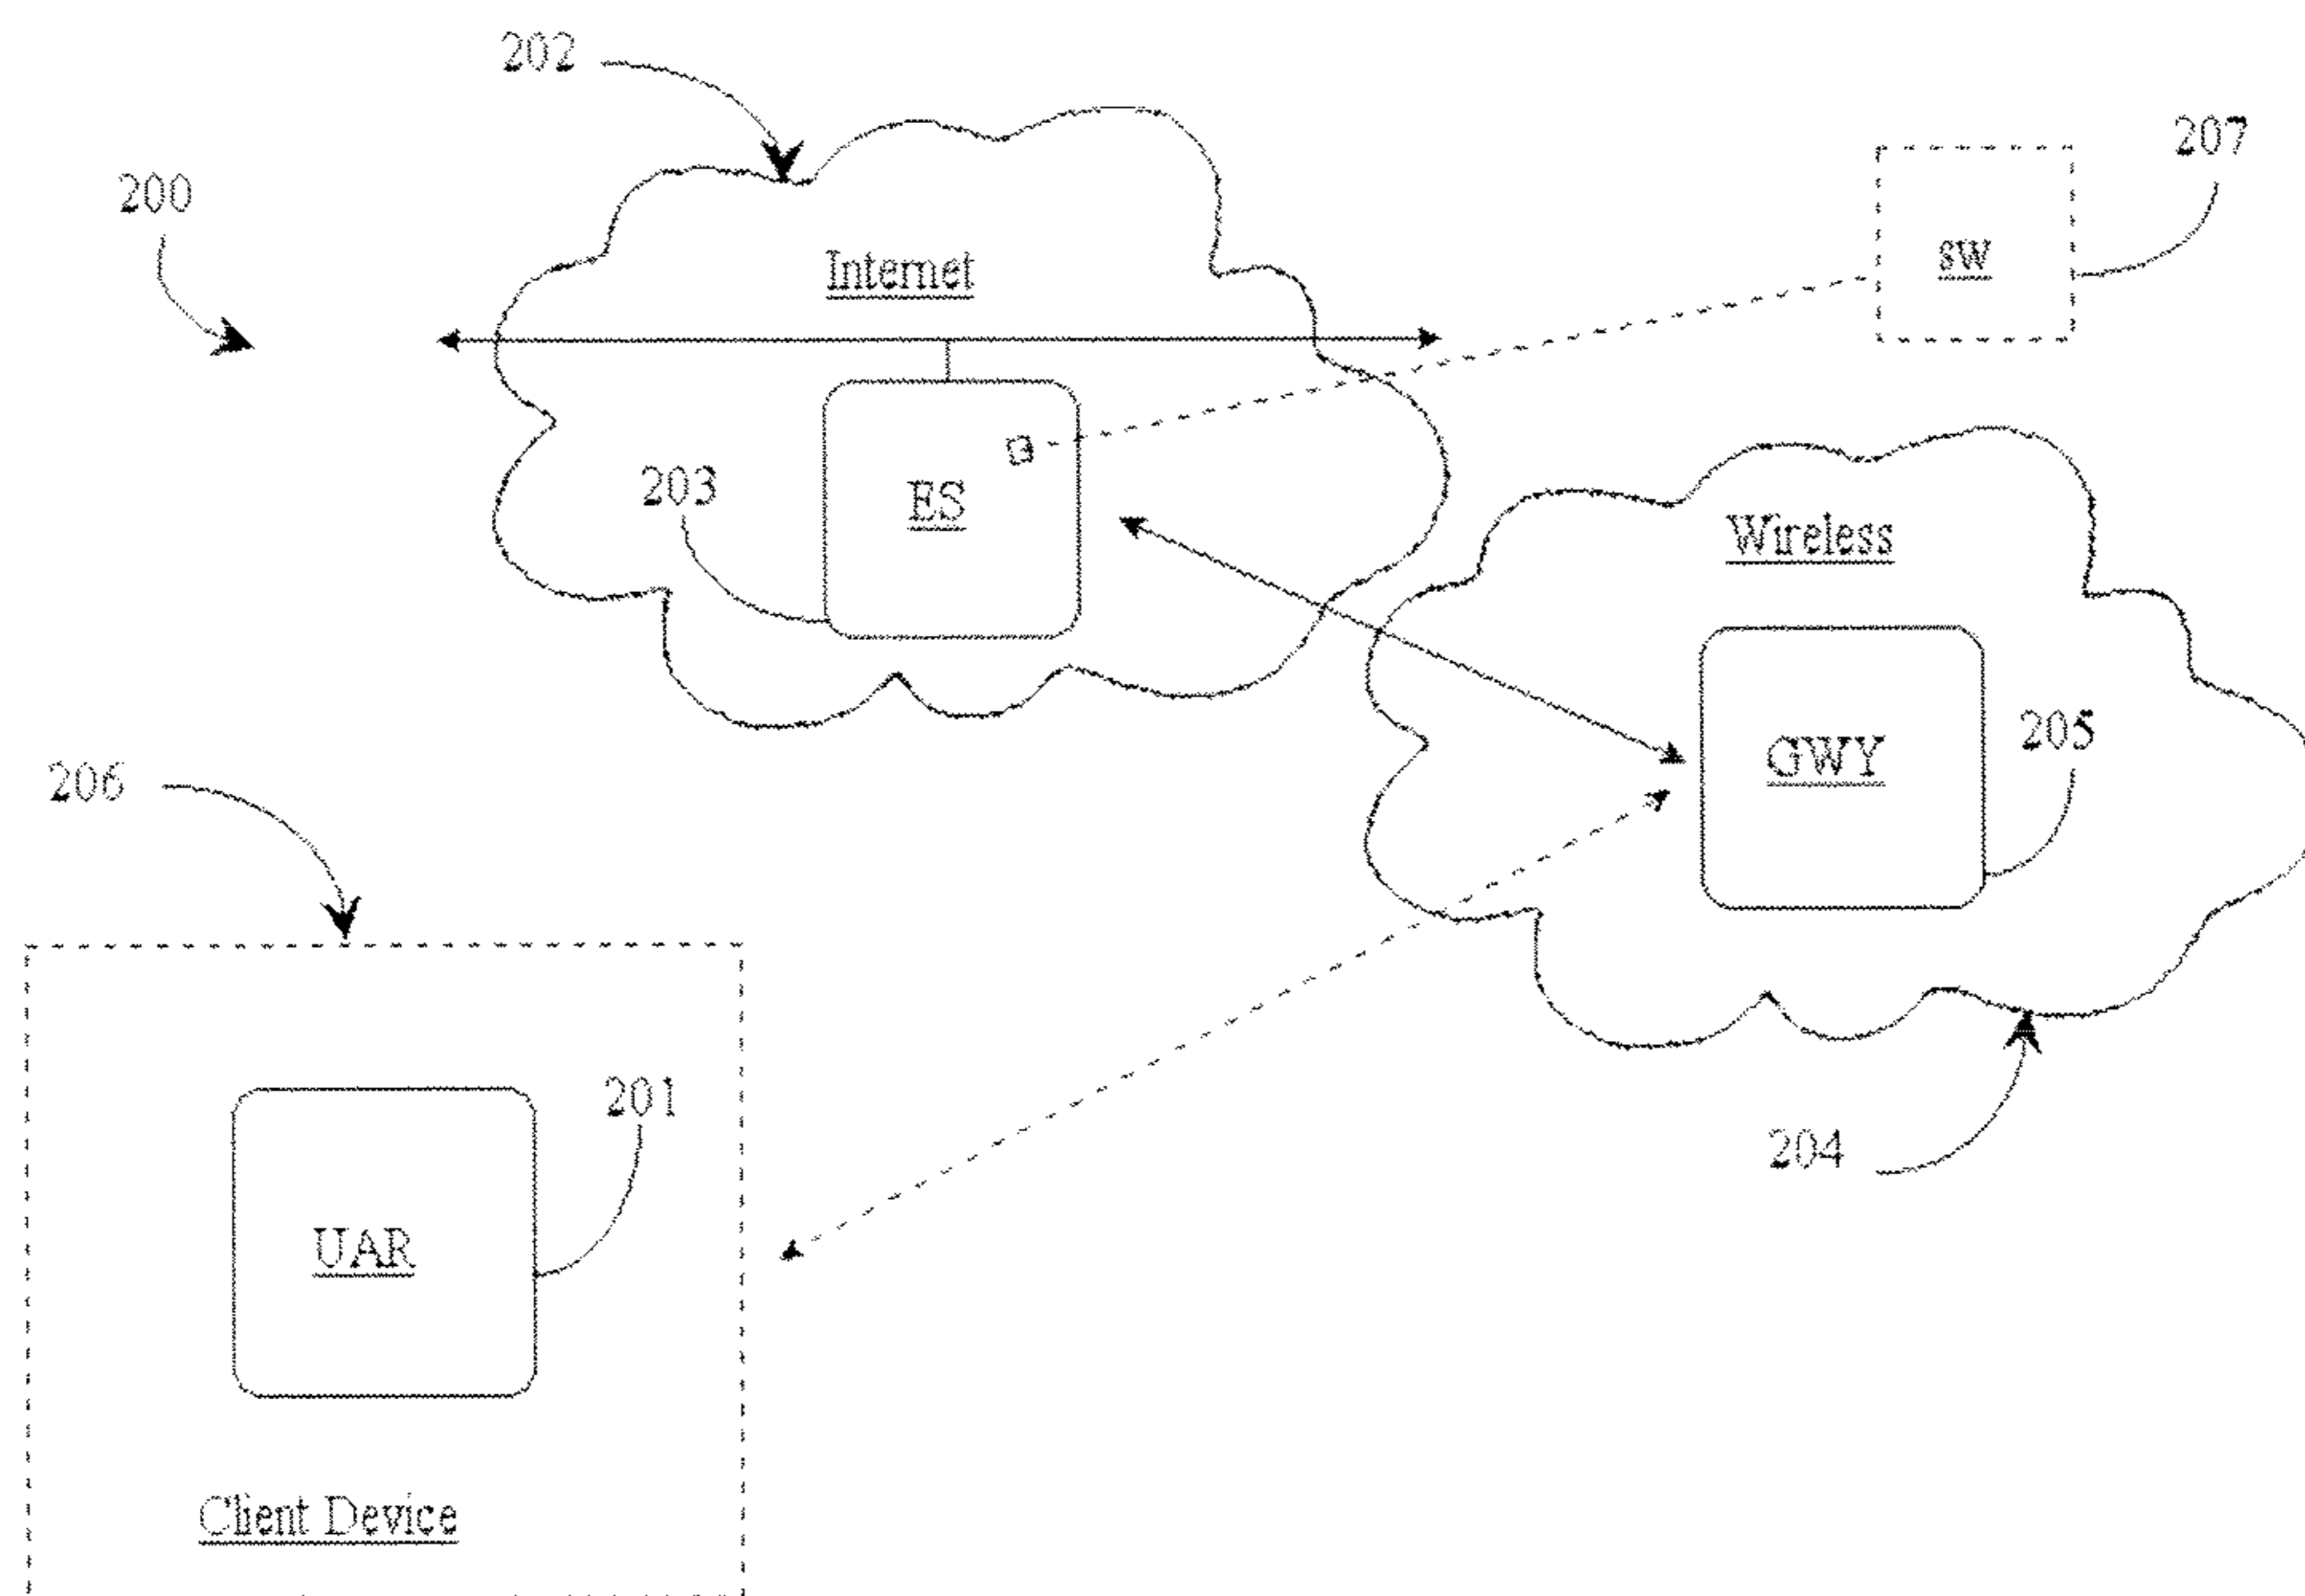 202
207
200
sw
Internet
203
ES
Wireless
205
GWY
206
201
204
UAR
Client Device